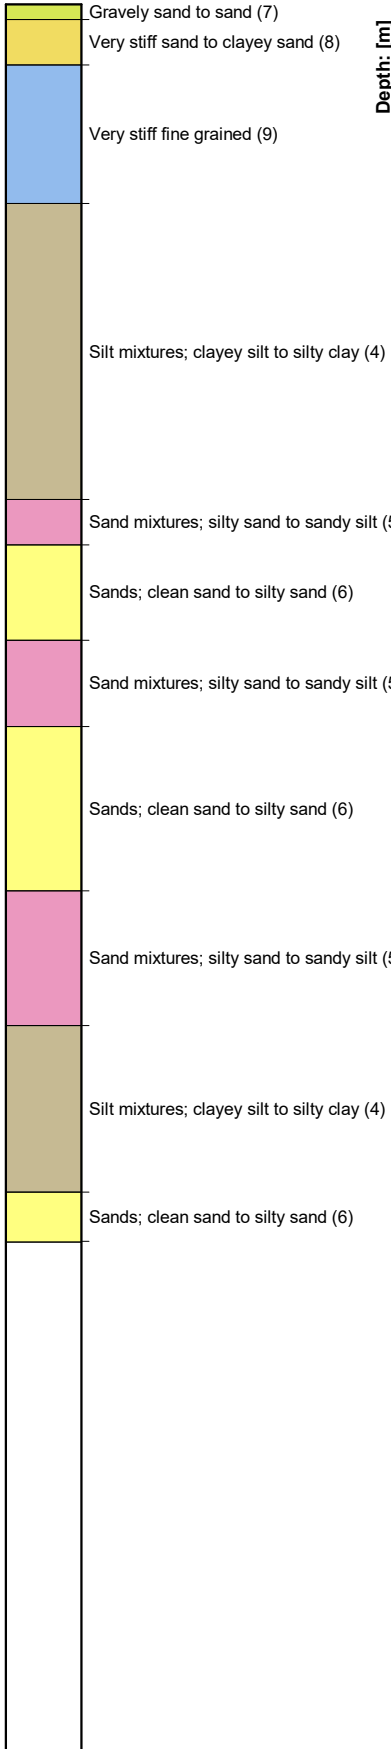 Gravely sand to sand (7)
Very stiff sand to clayey sand (8)
Depth: [m]
Very stiff fine grained (9)
Silt mixtures; clayey silt to silty clay (4)
Sand mixtures; silty sand to sandy silt (5
Sands; clean sand to silty sand (6)
Sand mixtures; silty sand to sandy silt (5
Sands; clean sand to silty sand (6)
Sand mixtures; silty sand to sandy silt (5
Silt mixtures; clayey silt to silty clay (4)
Sands; clean sand to silty sand (6)